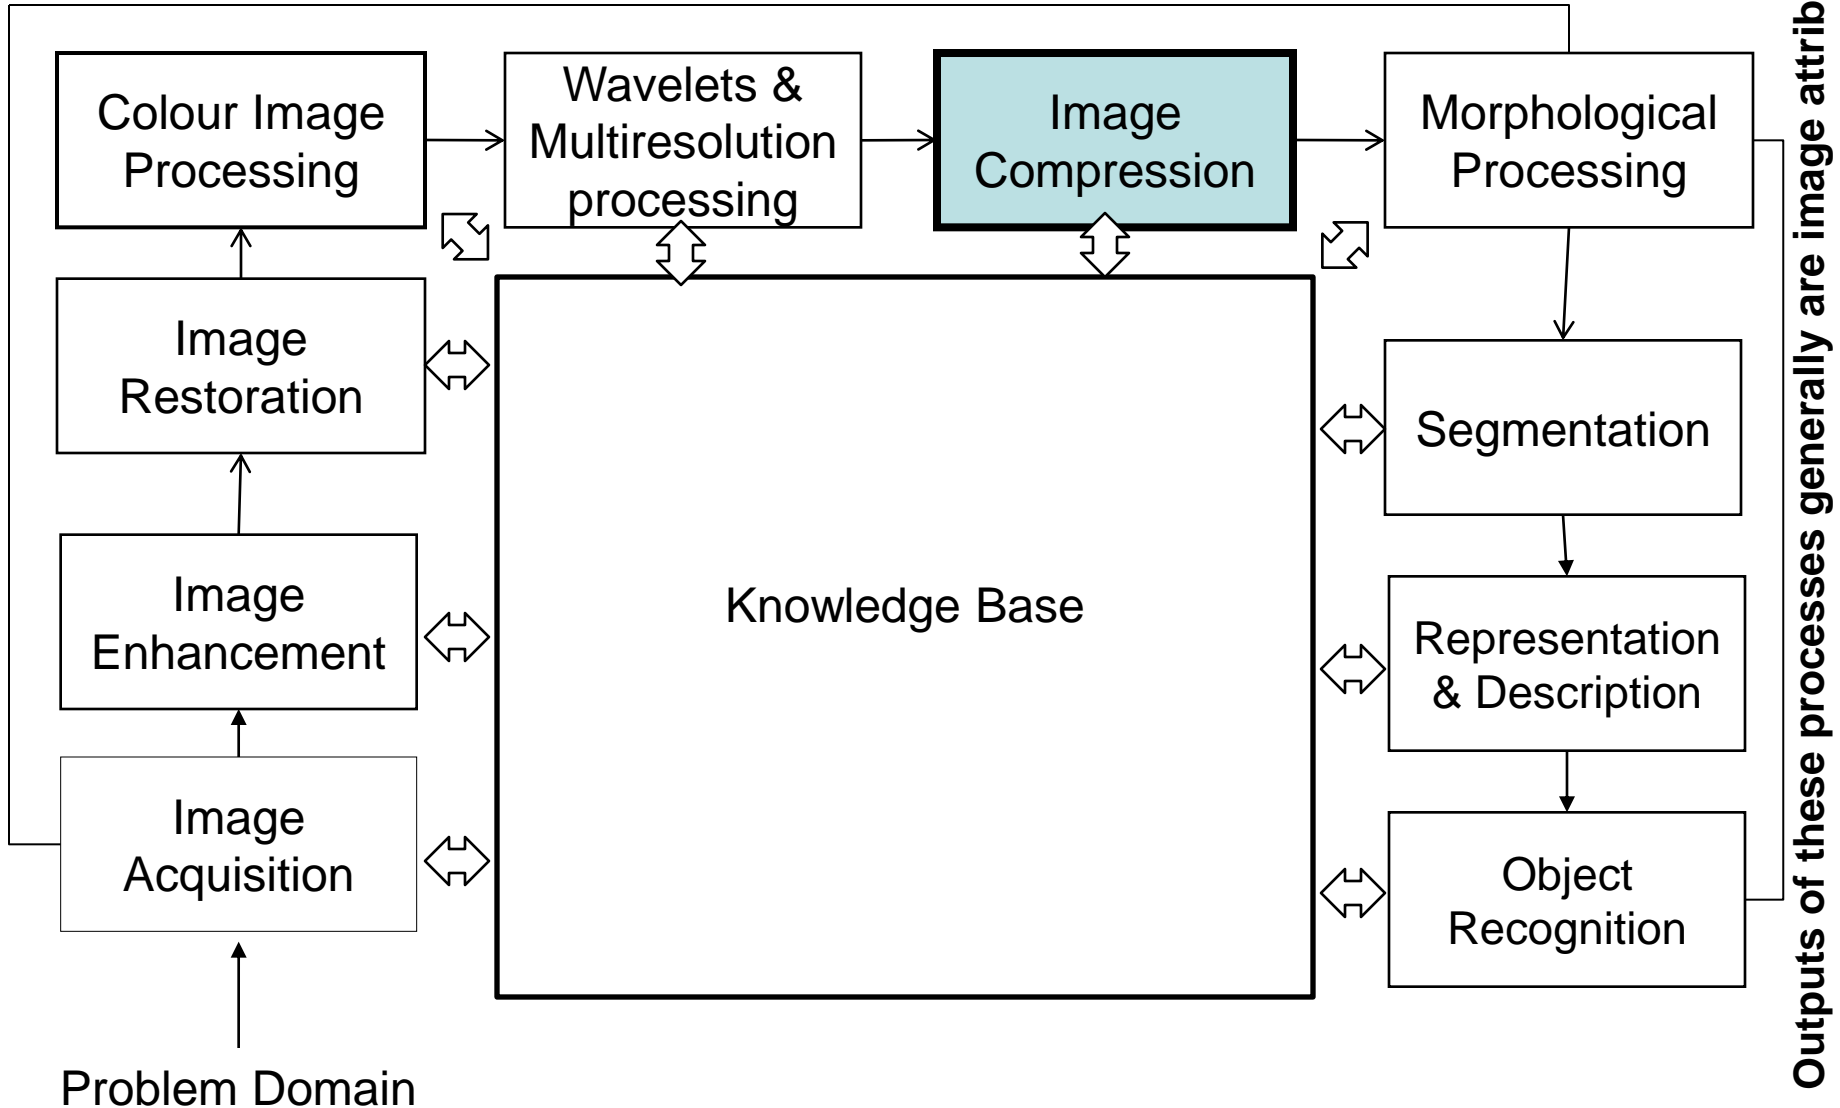 Colour Image
Processing
Wavelets &
Multiresolution
processing
Image
Compression
Morphological
Processing
Image
Restoration
Segmentation
Image
Enhancement
Knowledge Base
Representation
& Description
Image
Acquisition
Object
Recognition
Problem Domain
Outputs of these processes generally are image attrib